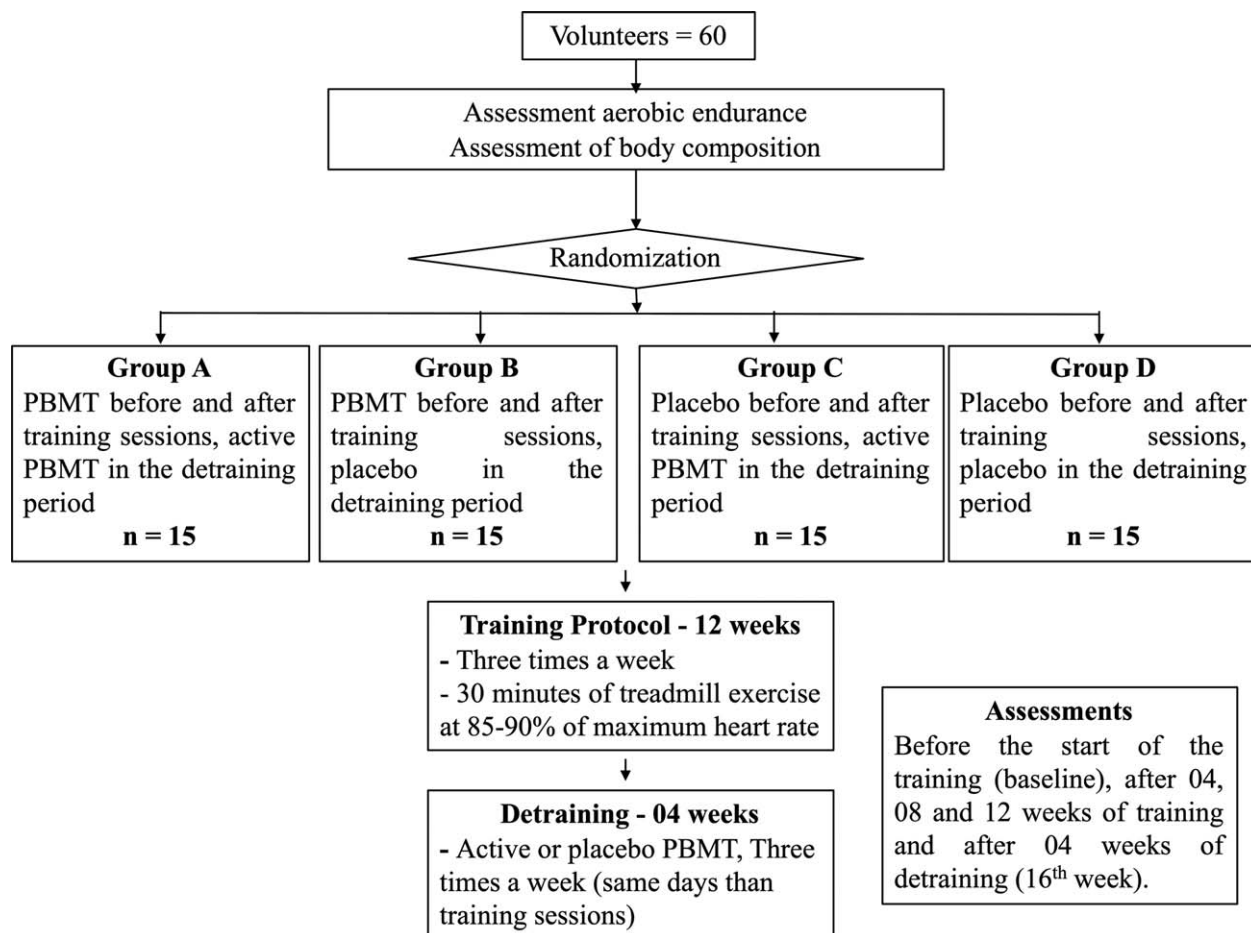 Volunteers = 60
Assessment aerobic endurance
Assessment of body composition
Randomization
Group A
PBMT before and after
training sessions, active
PBMT in the detraining
period
n = 15
Group B
PBMT before and after
training sessions,
placebo in the
detraining period
n = 15
Group C
Placebo before and after
training sessions, active
PBMT in the detraining
period
n = 15
Group D
Placebo before and after
training sessions,
placebo in the detraining
period
n = 15
Training Protocol - 12 weeks
- Three times a week
- 30 minutes of treadmill exercise
at 85-90% of maximum heart rate
Detraining - 04 weeks
- Active or placebo PBMT, Three
times a week (same days than
training sessions)
Assessments
Before the start of the
training (baseline), after 04,
08 and 12 weeks of training
and after 04 weeks of
detraining (16th week).